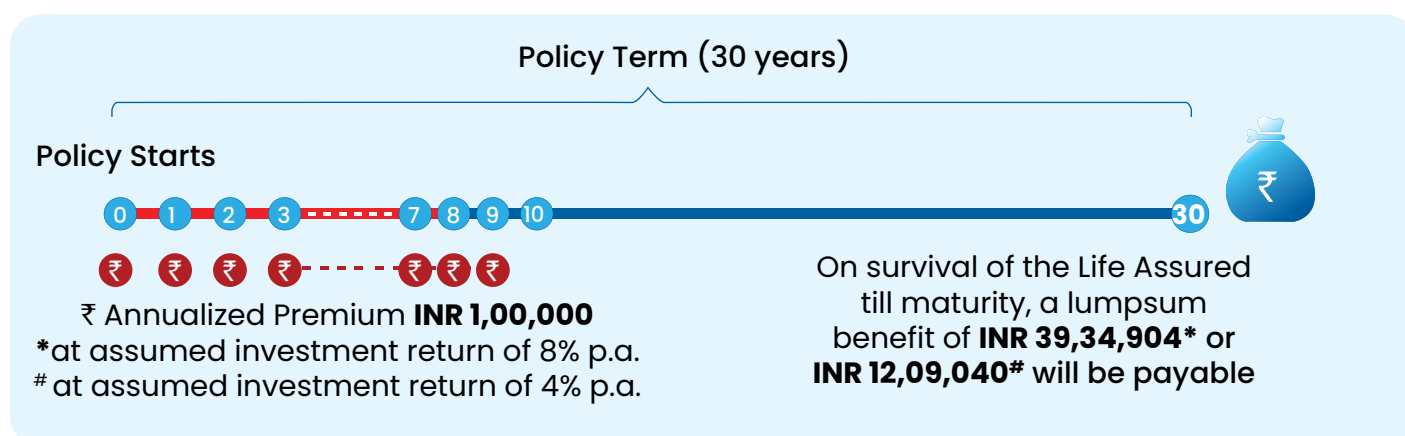 Policy Term (30 years)
Policy Starts
₹
0 1 2 3 7 8 9 10 30
₹ ₹ ₹ ₹ ₹ ₹ ₹
₹ Annualized Premium INR 1,00,000
*at assumed investment return of 8% p.a.
# at assumed investment return of 4% p.a.
On survival of the Life Assured
till maturity, a lumpsum
benefit of INR 39,34,904* or
INR 12,09,040# will be payable